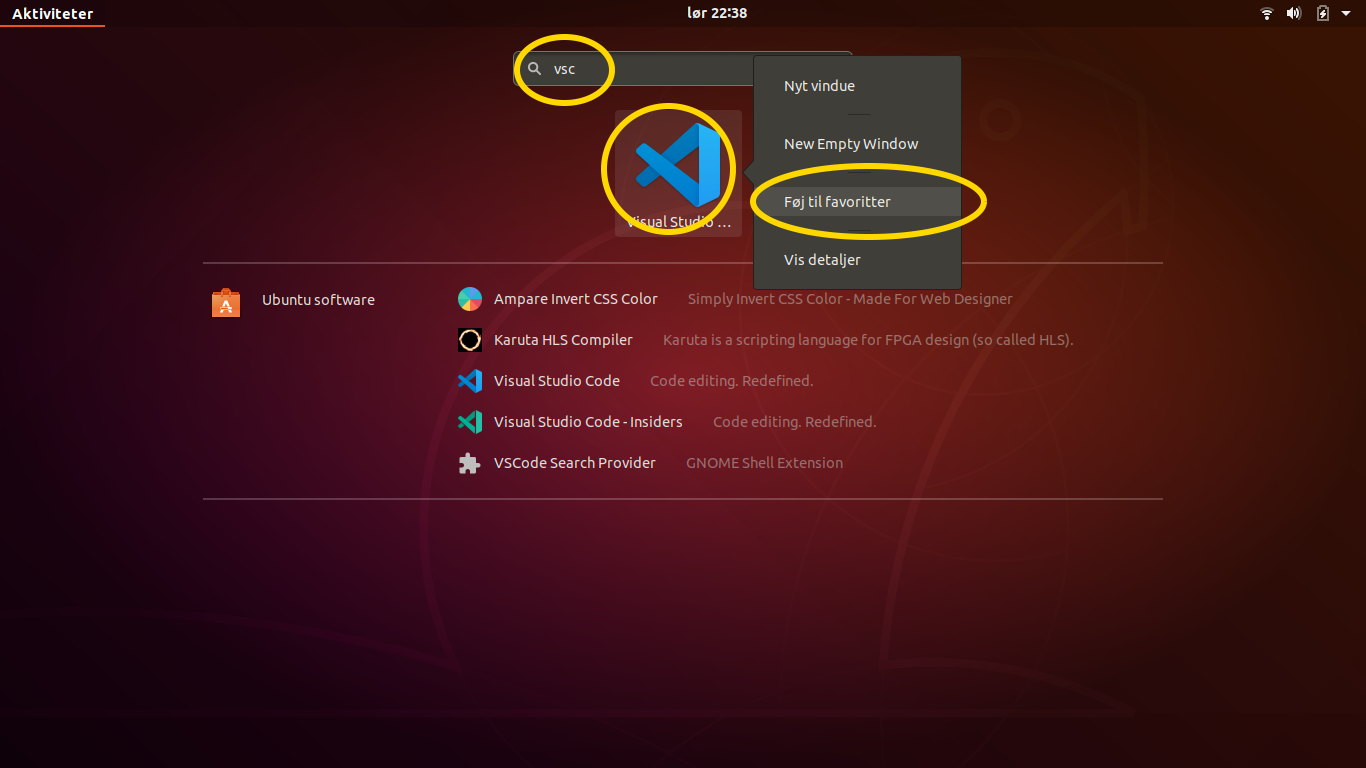 Aktiviteter
lør 22:38
vsc
Nyt vindue
New Empty Window
Føj til favoritter
Vis detaljer
Visual Studio …
Ubuntu software
Ampare Invert CSS Color Simply Invert CSS Color - Made For Web Designer
Karuta HLS Compiler Karuta is a scripting language for FPGA design (so called HLS).
Visual Studio Code Code editing. Redefined.
Visual Studio Code - Insiders Code editing. Redefined.
VSCode Search Provider GNOME Shell Extension